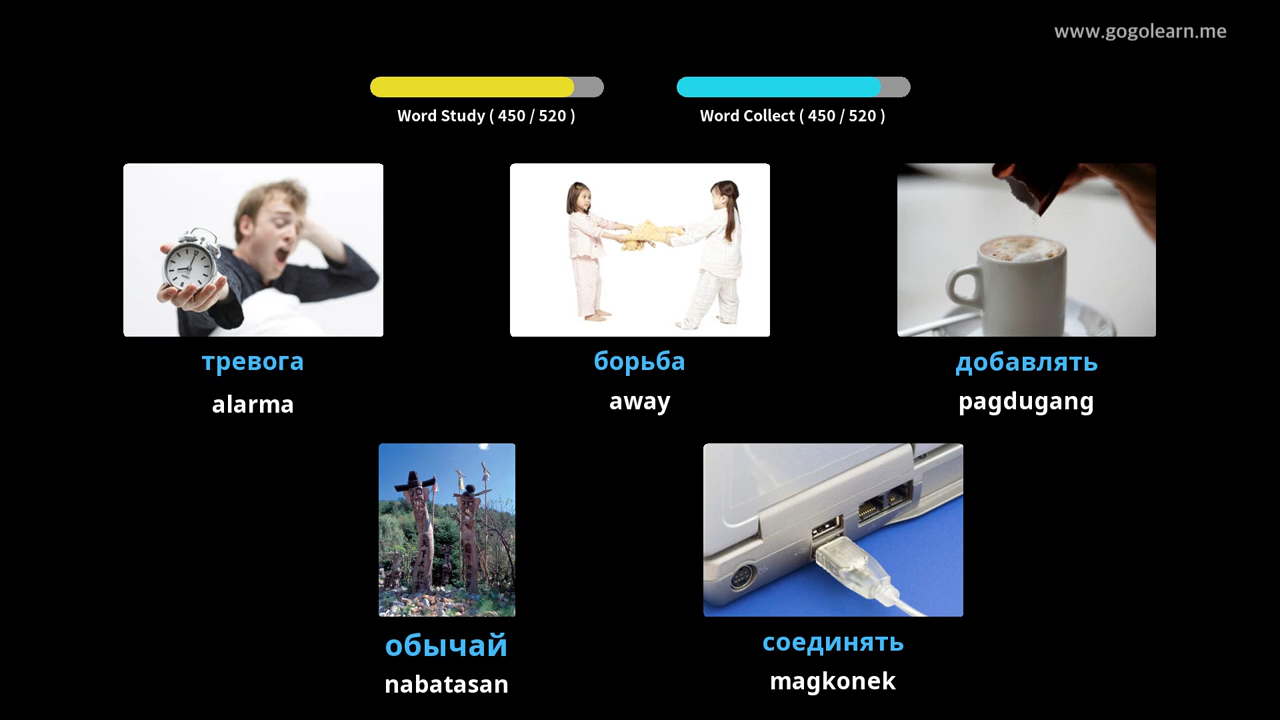 www.gogolearn.me
Word Study ( 450 / 520 )
Word Collect ( 450 / 520 )
тревога
alarma
борьба
away
добавлять
pagdugang
обычай
nabatasan
соединять
magkonek